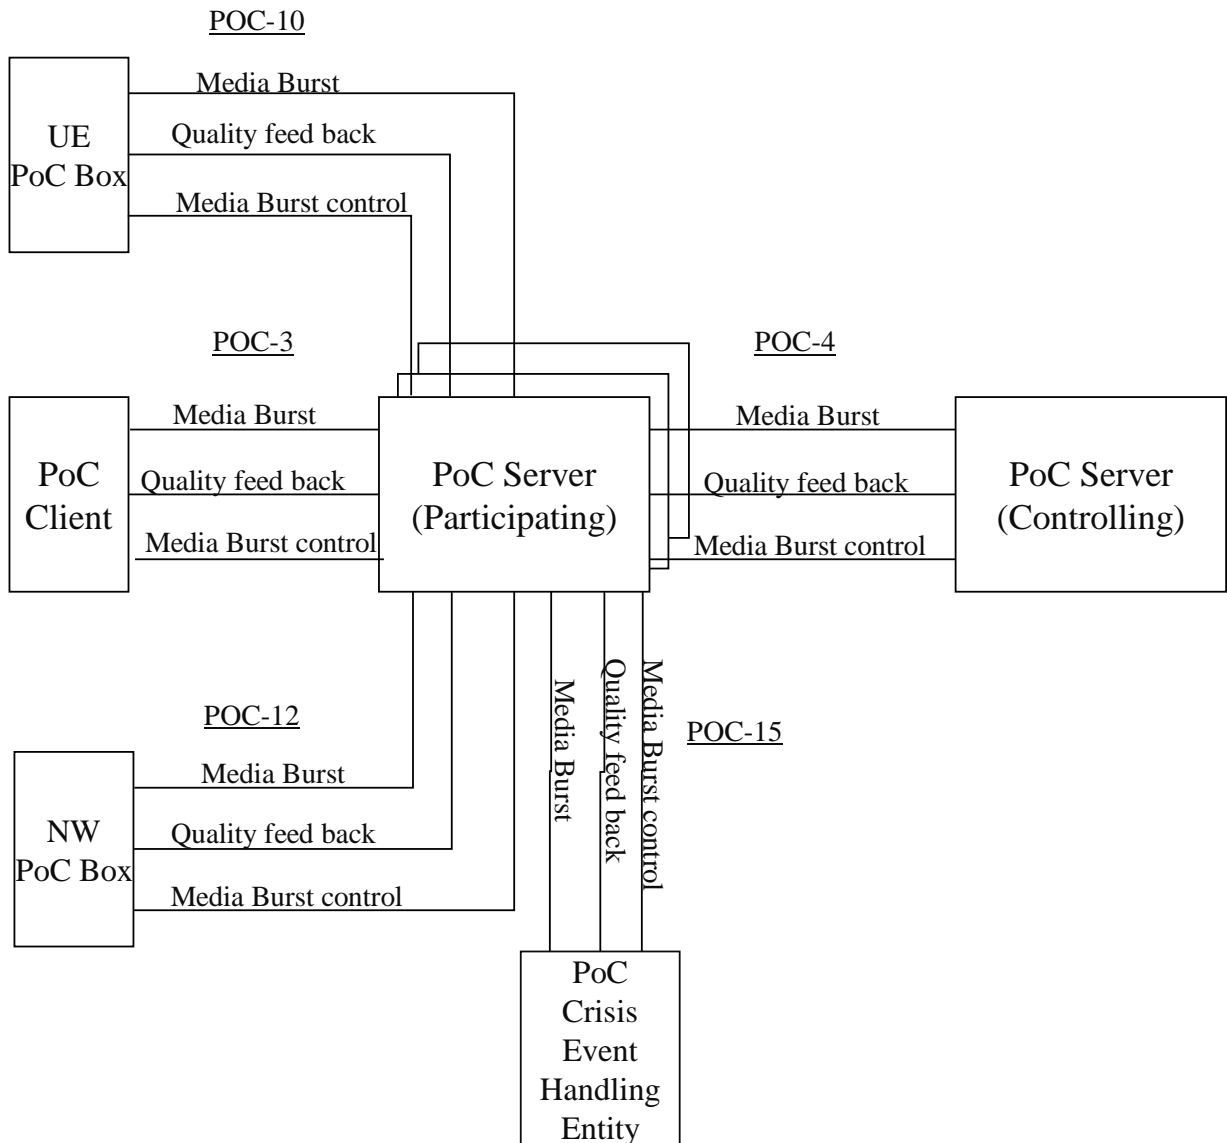 POC-10
Media Burst
UE
PoC Box
Quality feed back
Media Burst control
POC-3
POC-4
Media Burst
PoC
Client
Quality feed back
Media Burst control
PoC Server
(Participating)
Media Burst
Quality feed back
Media Burst control
PoC Server
(Controlling)
POC-12
Media Burst
NW
PoC Box
Quality feed back
Media Burst control
Media Burst
Quality feed back
Media Burst control
POC-15
PoC
Crisis
Event
Handling
Entity